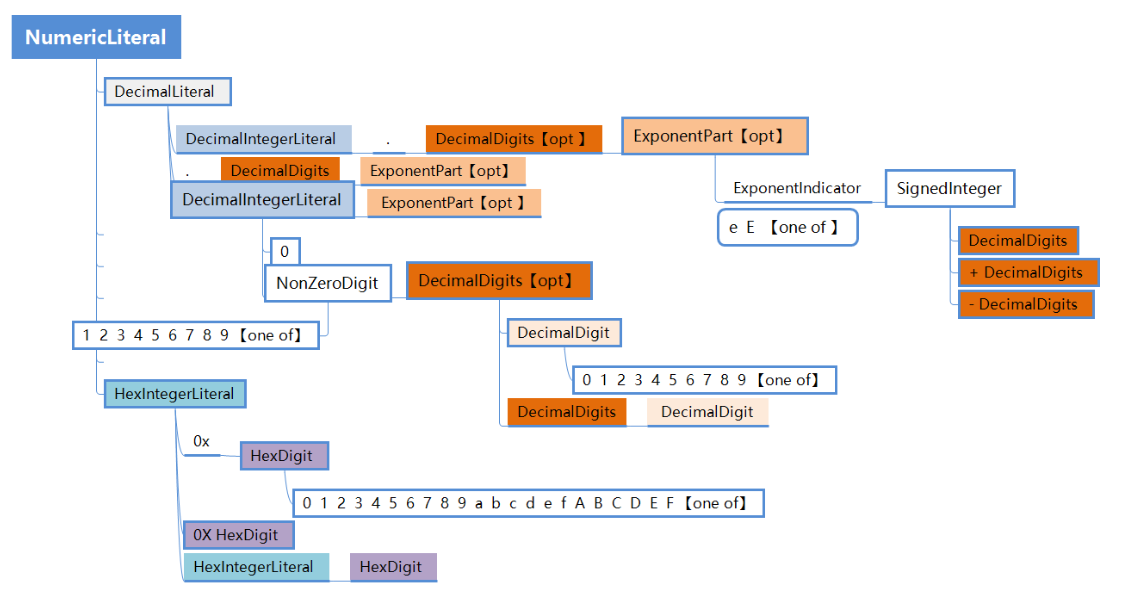 NumericLiteral
DecimalLiteral
DecimalIntegerLiteral . DecimalDigits【opt 】 ExponentPart【opt】
. DecimalDigits ExponentPart【opt】
DecimalIntegerLiteral ExponentPart【opt 】
ExponentIndicator SignedInteger
e E 【one of 】
DecimalDigits
+ DecimalDigits
- DecimalDigits
0
NonZeroDigit DecimalDigits【opt】
1 2 3 4 5 6 7 8 9【one of】
DecimalDigit
0 1 2 3 4 5 6 7 8 9【one of】
DecimalDigits DecimalDigit
HexIntegerLiteral
0x HexDigit
0 1 2 3 4 5 6 7 8 9 a b c d e f A B C D E F【one of】
0X HexDigit
HexIntegerLiteral HexDigit